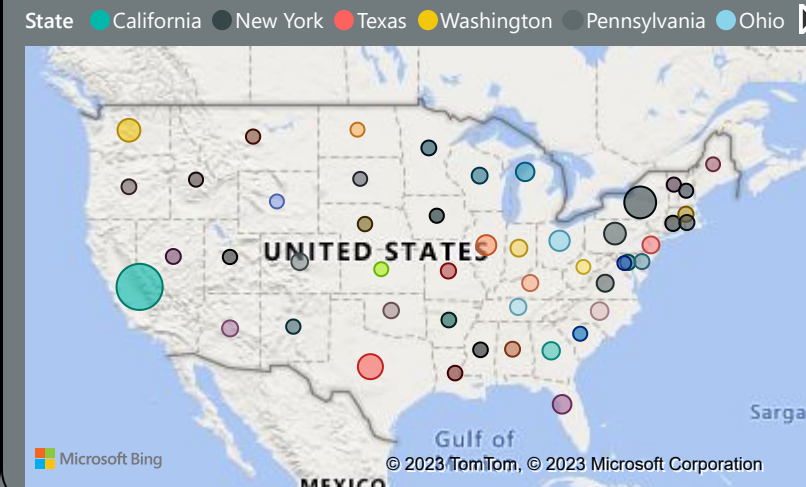 State California New York Texas Washington Pennsylvania Ohio
UNITED STATES
Sarga
Gulf of
Microsoft Bing
© 2023 TomTom, © 2023 Microsoft Corporation
MEXICO